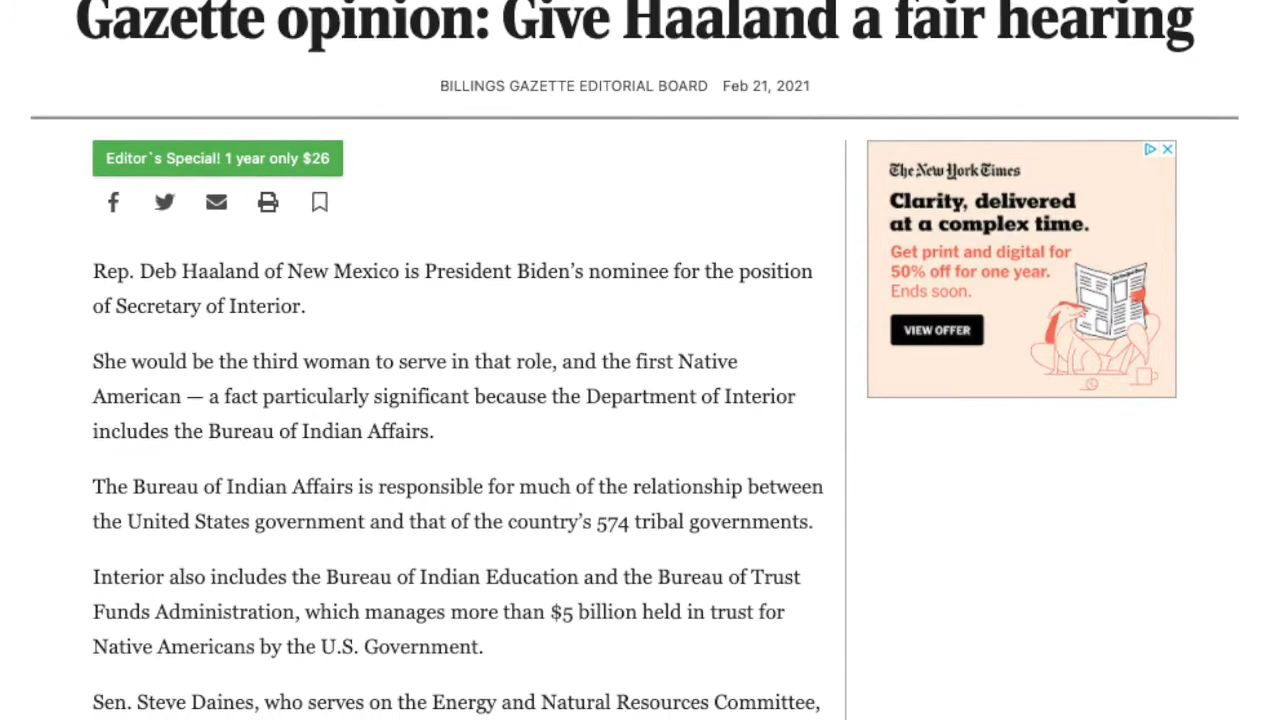 Gazette opinion: Give Haaland a fair hearing
BILLINGS GAZETTE EDITORIAL BOARD Feb 21, 2021
Editor`s Special! 1 year only $26
Rep. Deb Haaland of New Mexico is President Biden’s nominee for the position
of Secretary of Interior.
She would be the third woman to serve in that role, and the first Native
American — a fact particularly significant because the Department of Interior
includes the Bureau of Indian Affairs.
The Bureau of Indian Affairs is responsible for much of the relationship between
the United States government and that of the country’s 574 tribal governments.
Interior also includes the Bureau of Indian Education and the Bureau of Trust
Funds Administration, which manages more than $5 billion held in trust for
Native Americans by the U.S. Government.
Sen. Steve Daines, who serves on the Energy and Natural Resources Committee,
The New York Times
Clarity, delivered
at a complex time.
Get print and digital for
50% off for one year.
Ends soon.
VIEW OFFER